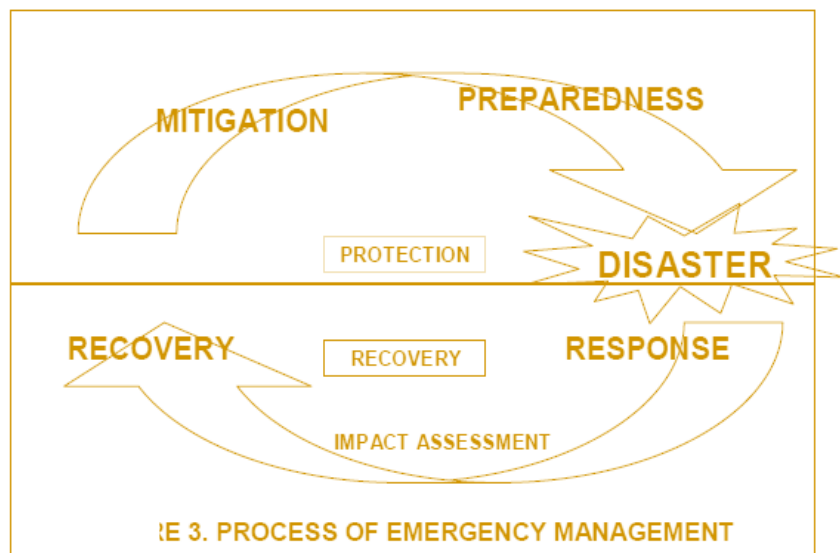 MITIGATION
PREPAREDNESS
PROTECTION
DISASTER
RECOVERY
RECOVERY
RESPONSE
IMPACT ASSESSMENT
RE 3. PROCESS OF EMERGENCY MANAGEMENT